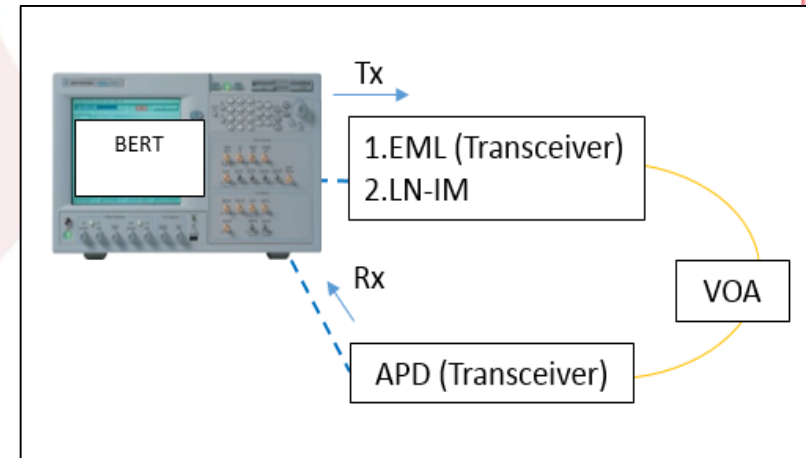 Tx
BERT
1.EML (Transceiver)
2.LN-IM
Rx
VOA
APD (Transceiver)